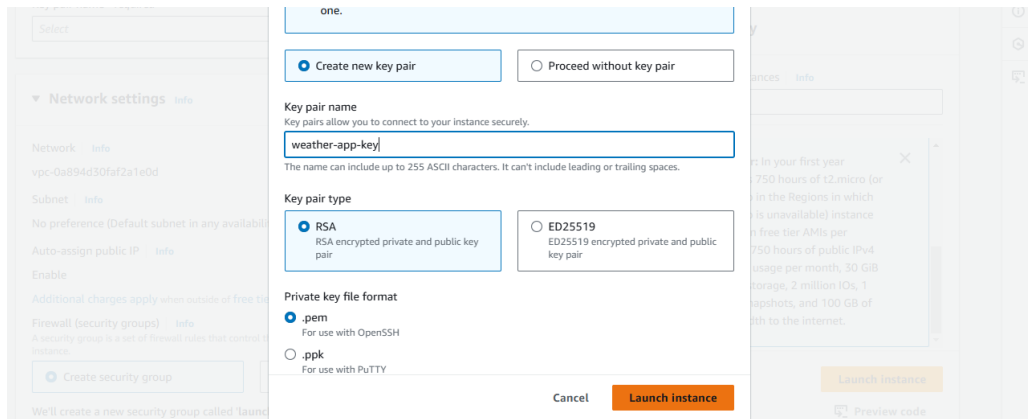 one.
Select
Create new key pair
Proceed without key pair
ances Info
▼ Network settings Info
Key pair name
Key pairs allow you to connect to your instance securely.
weather-app-key
The name can include up to 255 ASCII characters. It can't include leading or trailing spaces.
Network Info
vpc-0a894d30faf2a1e0d
Subnet Info
No preference (Default subnet in any availabili
Auto-assign public IP Info
Enable
Additional charges apply when outside of free tie
Firewall (security groups) Info
A security group is a set of firewall rules that control t
instance.
Create security group
We'll create a new security group called 'launc
Key pair type
RSA
RSA encrypted private and public key
pair
ED25519
ED25519 encrypted private and public
key pair
Private key file format
.pem
For use with OpenSSH
.ppk
For use with PuTTY
Cancel
Launch instance
r: In your first year
750 hours of t2.micro (or
in the Regions in which
is unavailable) instance
n free tier AMIs per
750 hours of public IPv4
usage per month, 30 GiB
torage, 2 million IOs, 1
napshots, and 100 GB of
dth to the internet.
Launch instance
Preview code